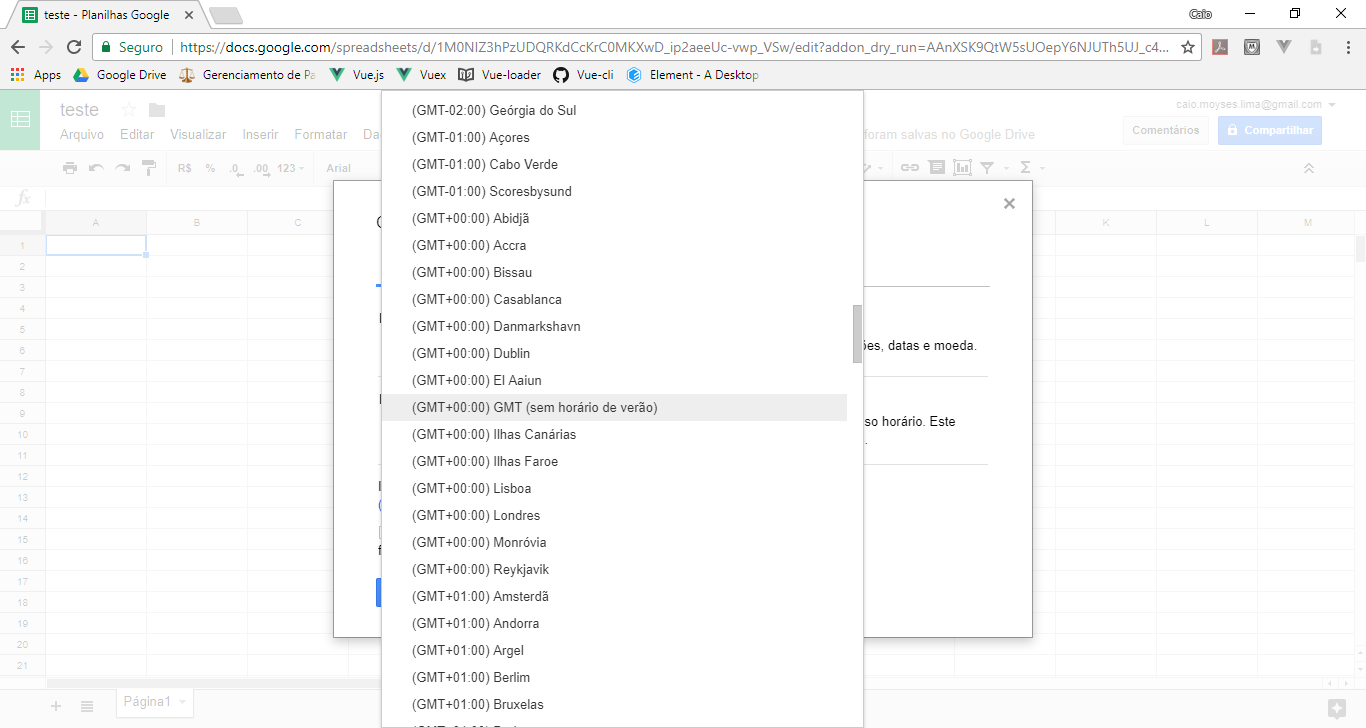 teste - Planilhas Google
Caio
Seguro
https://docs.google.com/spreadsheets/d/1M0NIZ3hPzUDQRKdCcKrC0MKXwD_ip2aeeUc-vwp_VSw/edit?addon_dry_run=AAnXSK9QtW5sUOepY6NJUTh5UJ_c4...
Apps Google Drive Gerenciamento de Pa Vue.js Vuex Vue-loader Vue-cli Element - A Desktop
teste
caio.moyses.lima@gmail.com
Arquivo Editar Visualizar Inserir Formatar Da foram salvas no Google Drive
Comentários Compartilhar
R$ % .0 .00 123 Arial Σ
fx
A B C K L M
1
2
3
4
5
6
7
8
9
10
11
12
13
14
15
16
17
18
19
20
21
(GMT-02:00) Geórgia do Sul
(GMT-01:00) Açores
(GMT-01:00) Cabo Verde
(GMT-01:00) Scoresbysund
(GMT+00:00) Abidjã
(GMT+00:00) Accra
(GMT+00:00) Bissau
(GMT+00:00) Casablanca
(GMT+00:00) Danmarkshavn
(GMT+00:00) Dublin
(GMT+00:00) El Aaiun
(GMT+00:00) GMT (sem horário de verão)
(GMT+00:00) Ilhas Canárias
(GMT+00:00) Ilhas Faroe
(GMT+00:00) Lisboa
(GMT+00:00) Londres
(GMT+00:00) Monróvia
(GMT+00:00) Reykjavik
(GMT+01:00) Amsterdã
(GMT+01:00) Andorra
(GMT+01:00) Argel
(GMT+01:00) Berlim
(GMT+01:00) Bruxelas
ões, datas e moeda.
so horário. Este
Página1